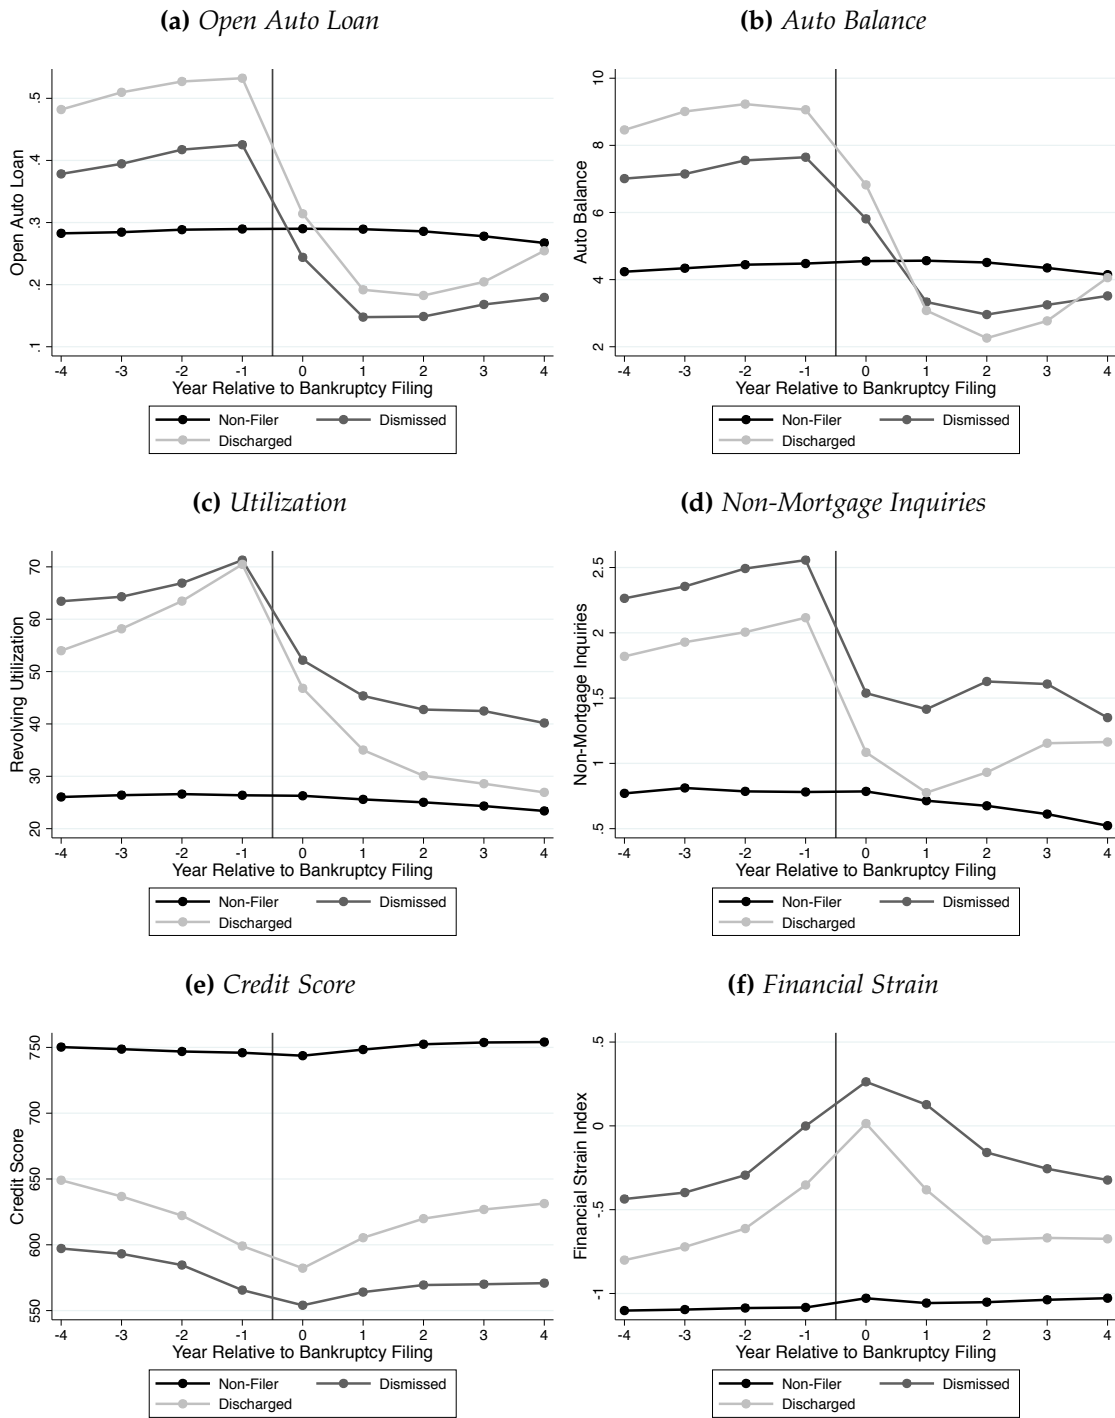 (a) Open Auto Loan
Open Auto Loan
.5
.4
.3
.2
.1
-4 -3 -2 -1 0 1 2 3 4
Year Relative to Bankruptcy Filing
Non-Filer Dismissed
Discharged
(b) Auto Balance
Auto Balance
10
8
6
4
2
-4 -3 -2 -1 0 1 2 3 4
Year Relative to Bankruptcy Filing
Non-Filer Dismissed
Discharged
(c) Utilization
Revolving Utilization
70
60
50
40
30
20
-4 -3 -2 -1 0 1 2 3 4
Year Relative to Bankruptcy Filing
Non-Filer Dismissed
Discharged
(d) Non-Mortgage Inquiries
Non-Mortgage Inquiries
2.5
2
1.5
1
.5
-4 -3 -2 -1 0 1 2 3 4
Year Relative to Bankruptcy Filing
Non-Filer Dismissed
Discharged
(e) Credit Score
Credit Score
750
700
650
600
550
-4 -3 -2 -1 0 1 2 3 4
Year Relative to Bankruptcy Filing
Non-Filer Dismissed
Discharged
(f) Financial Strain
Financial Strain Index
.5
0
-.5
-1
-4 -3 -2 -1 0 1 2 3 4
Year Relative to Bankruptcy Filing
Non-Filer Dismissed
Discharged